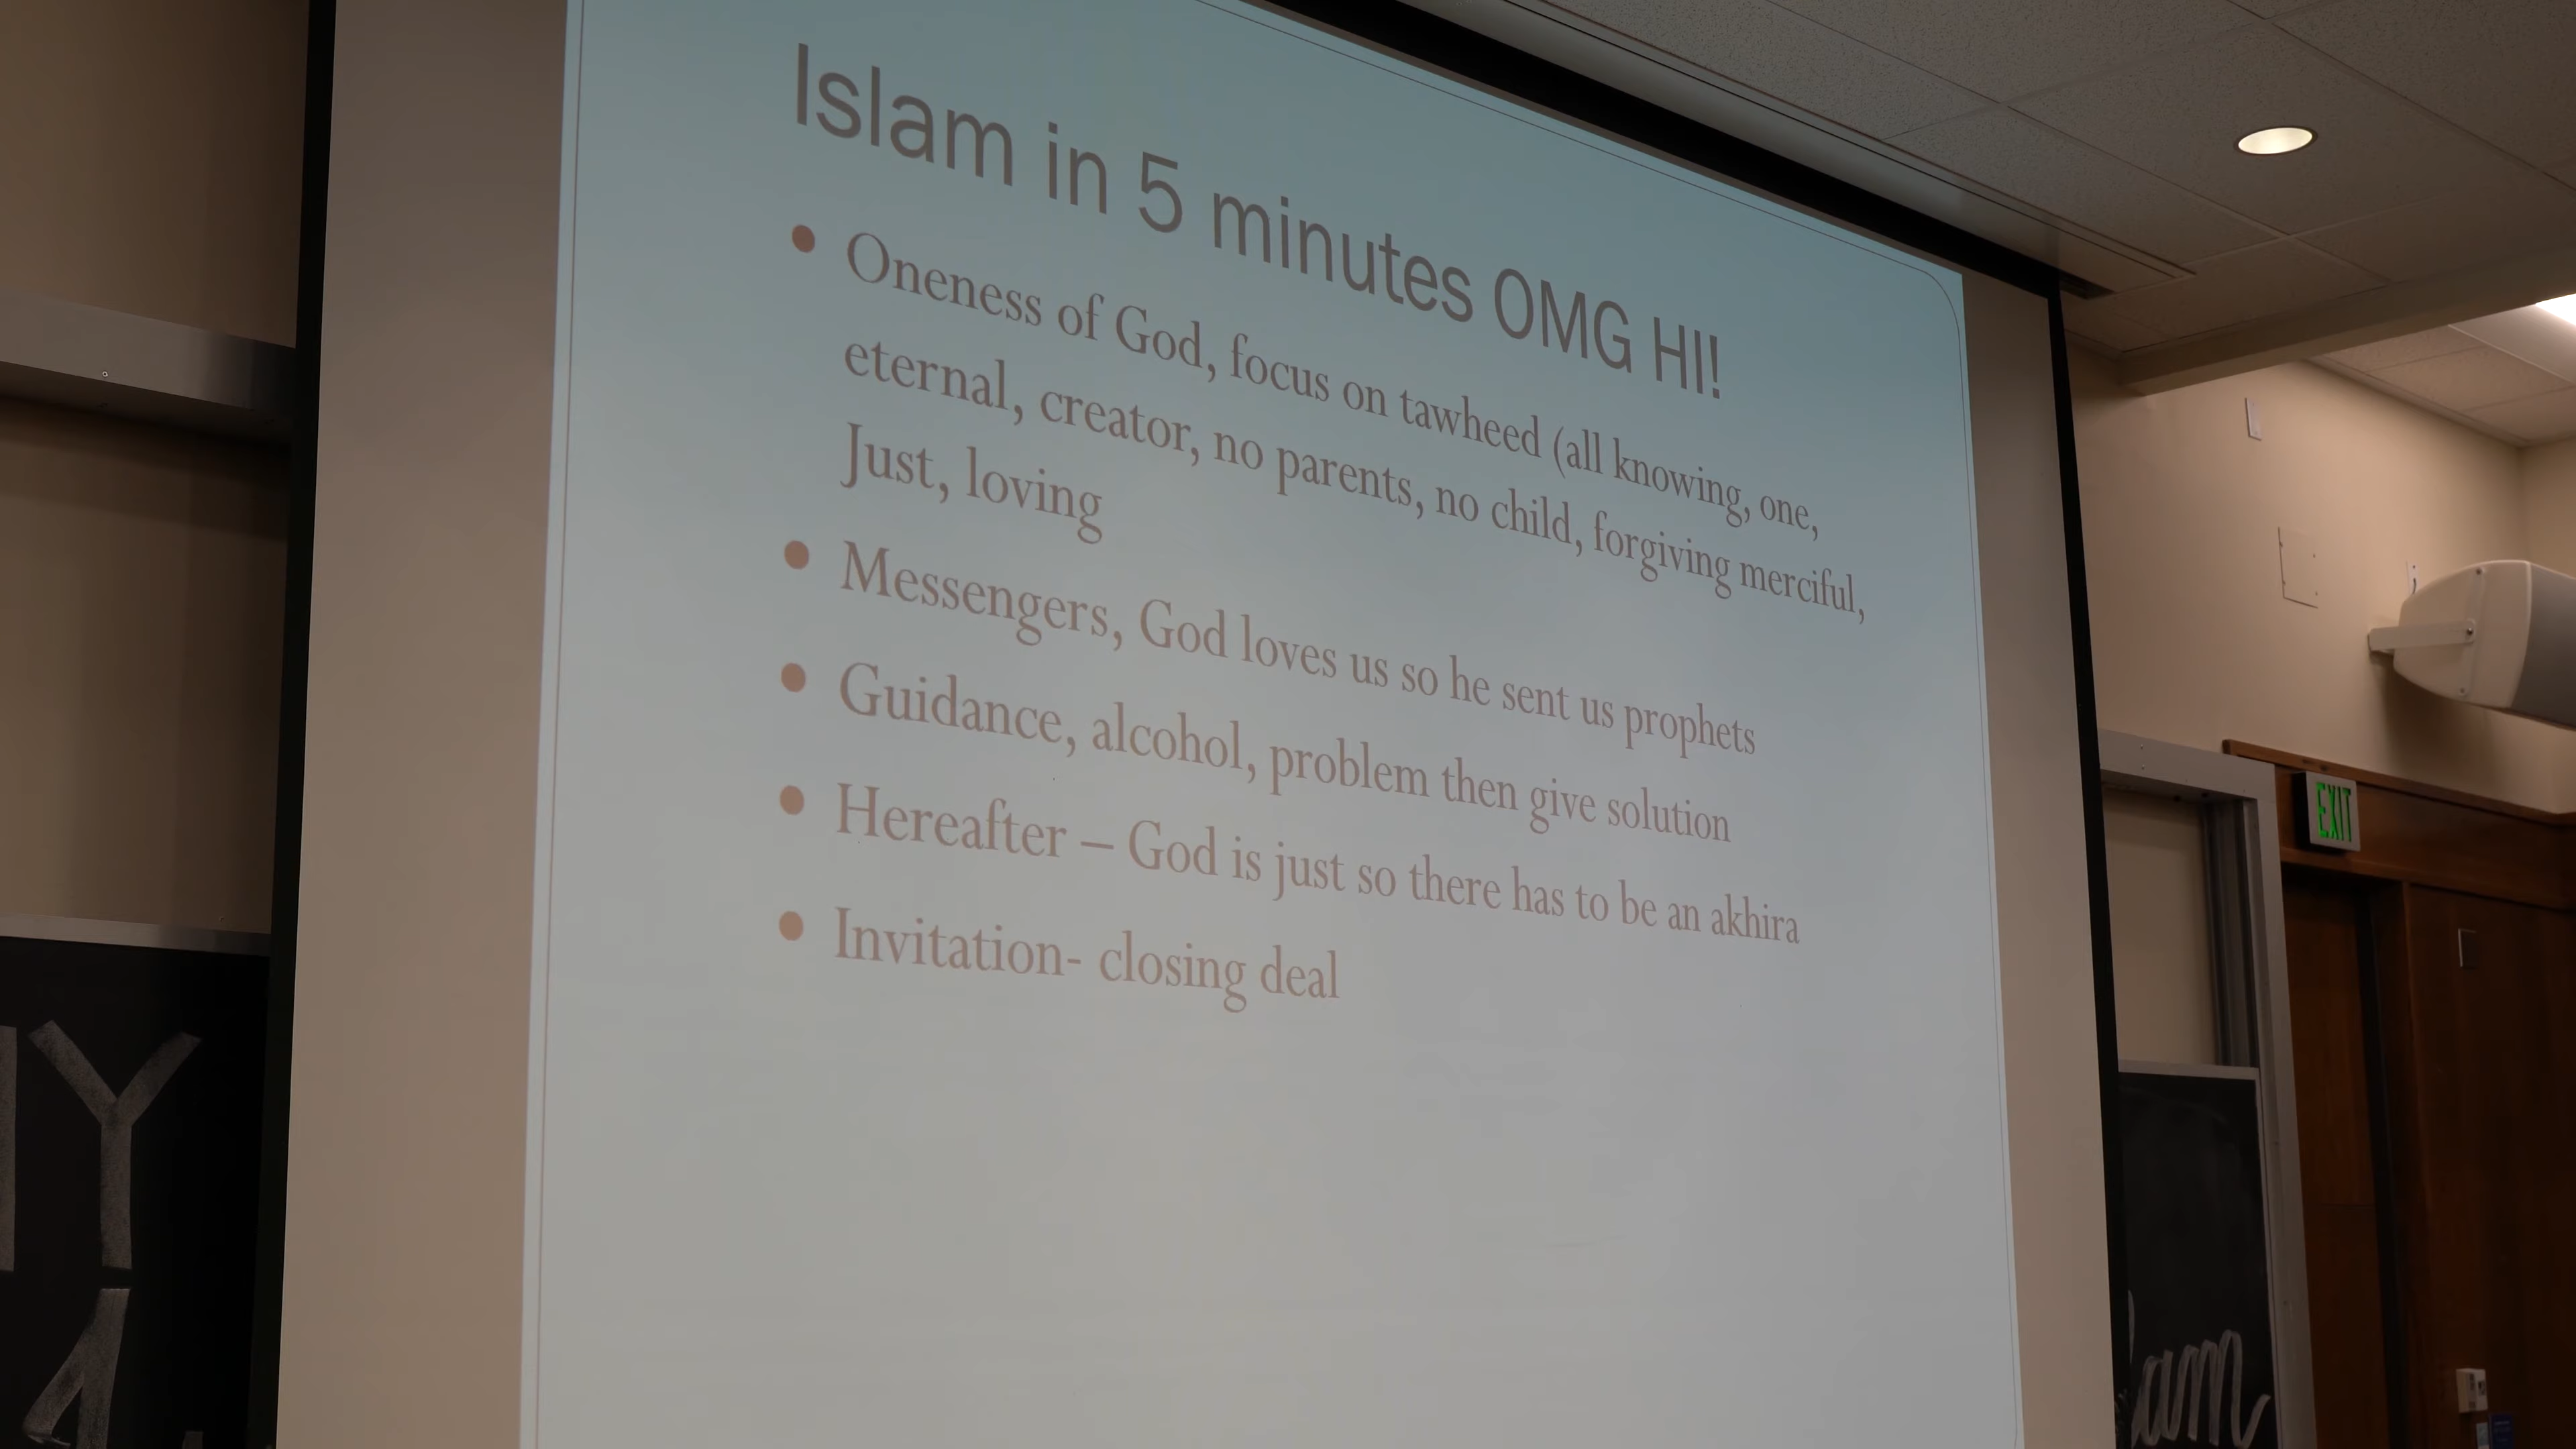 Islam in 5 minutes OMG HI!
• Oneness of God, focus on tawheed (all knowing, one,
eternal, creator, no parents, no child, forgiving merciful,
Just, loving
• Messengers, God loves us so he sent us prophets
• Guidance, alcohol, problem then give solution
• Hereafter – God is just so there has to be an akhira
• Invitation- closing deal
EXIT
Y
lam